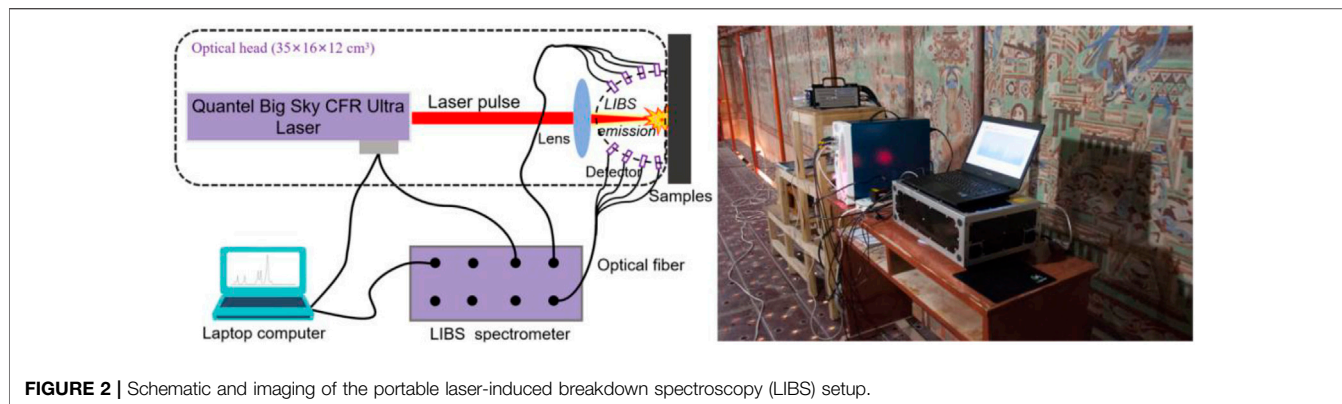 Optical head (35×16×12 cm³)
Quantel Big Sky CFR Ultra
Laser
Laser pulse
Lens
LIBS
emission
Detector
Samples
Optical fiber
Laptop computer
LIBS spectrometer
FIGURE 2 | Schematic and imaging of the portable laser-induced breakdown spectroscopy (LIBS) setup.